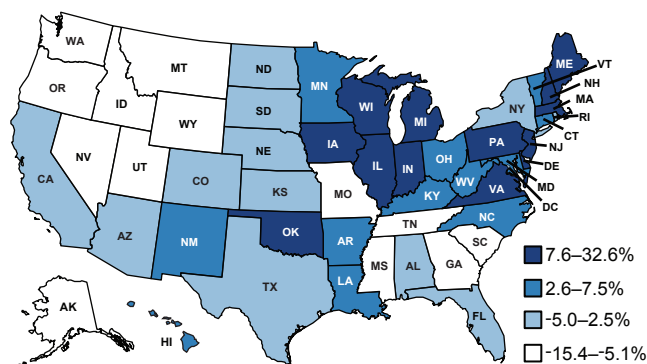 WA
MT
ND
MN
ME
VT
NH
MA
RI
CT
OR
ID
SD
WI
MI
NY
WY
NE
IA
PA
NJ
DE
MD
DC
NV
UT
CO
KS
IL
IN
OH
WV
VA
CA
MO
KY
NC
AZ
NM
OK
AR
TN
SC
TX
LA
MS
AL
GA
FL
AK
HI
7.6–32.6%
2.6–7.5%
-5.0–2.5%
-15.4–-5.1%